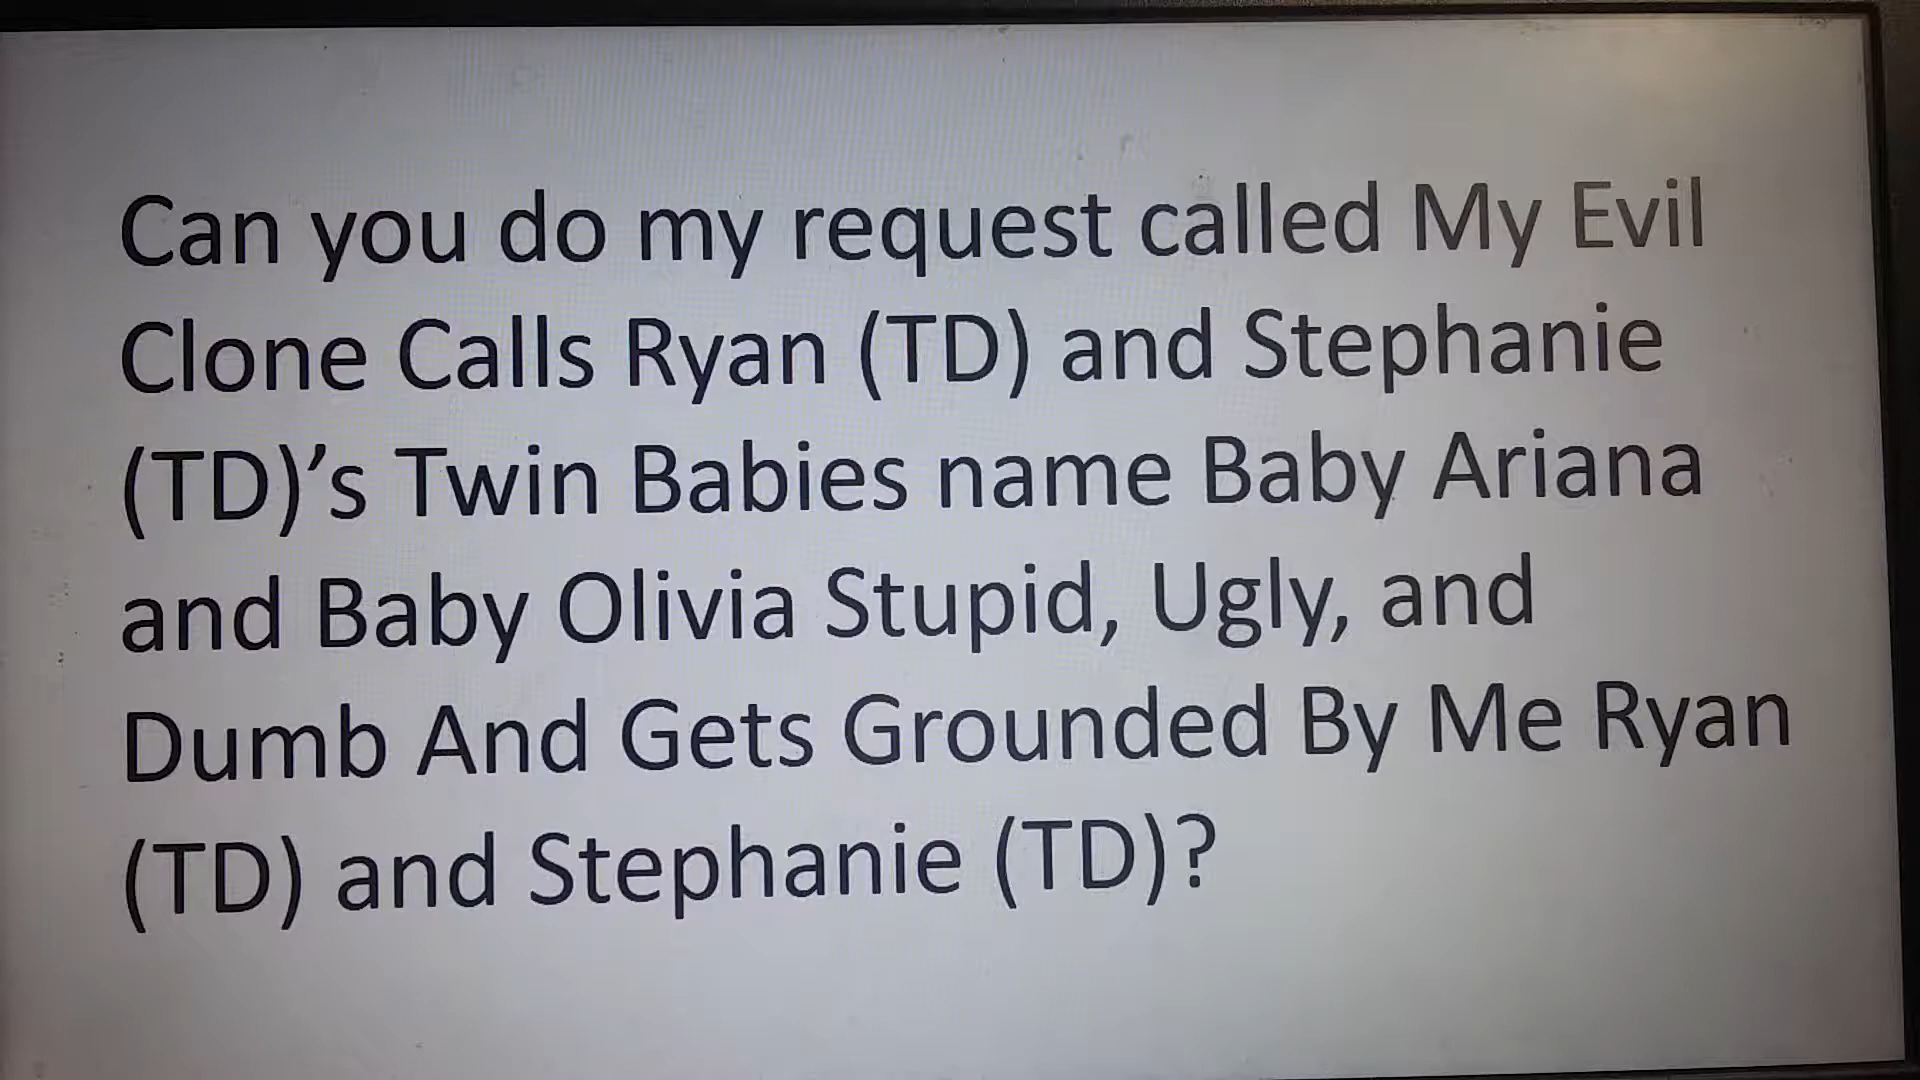 Can you do my request called My Evil
Clone Calls Ryan (TD) and Stephanie
(TD)’s Twin Babies name Baby Ariana
and Baby Olivia Stupid, Ugly, and
Dumb And Gets Grounded By Me Ryan
(TD) and Stephanie (TD)?